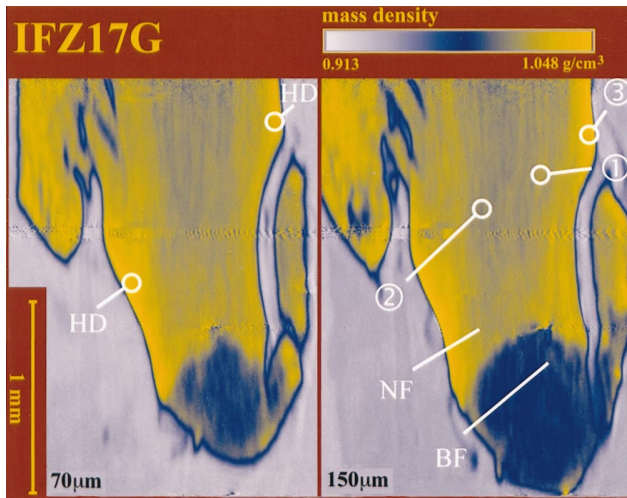 IFZ17G
mass density
0.913
1.048 g/cm³
HD
③
①
②
HD
NF
BF
1 mm
70μm
150μm